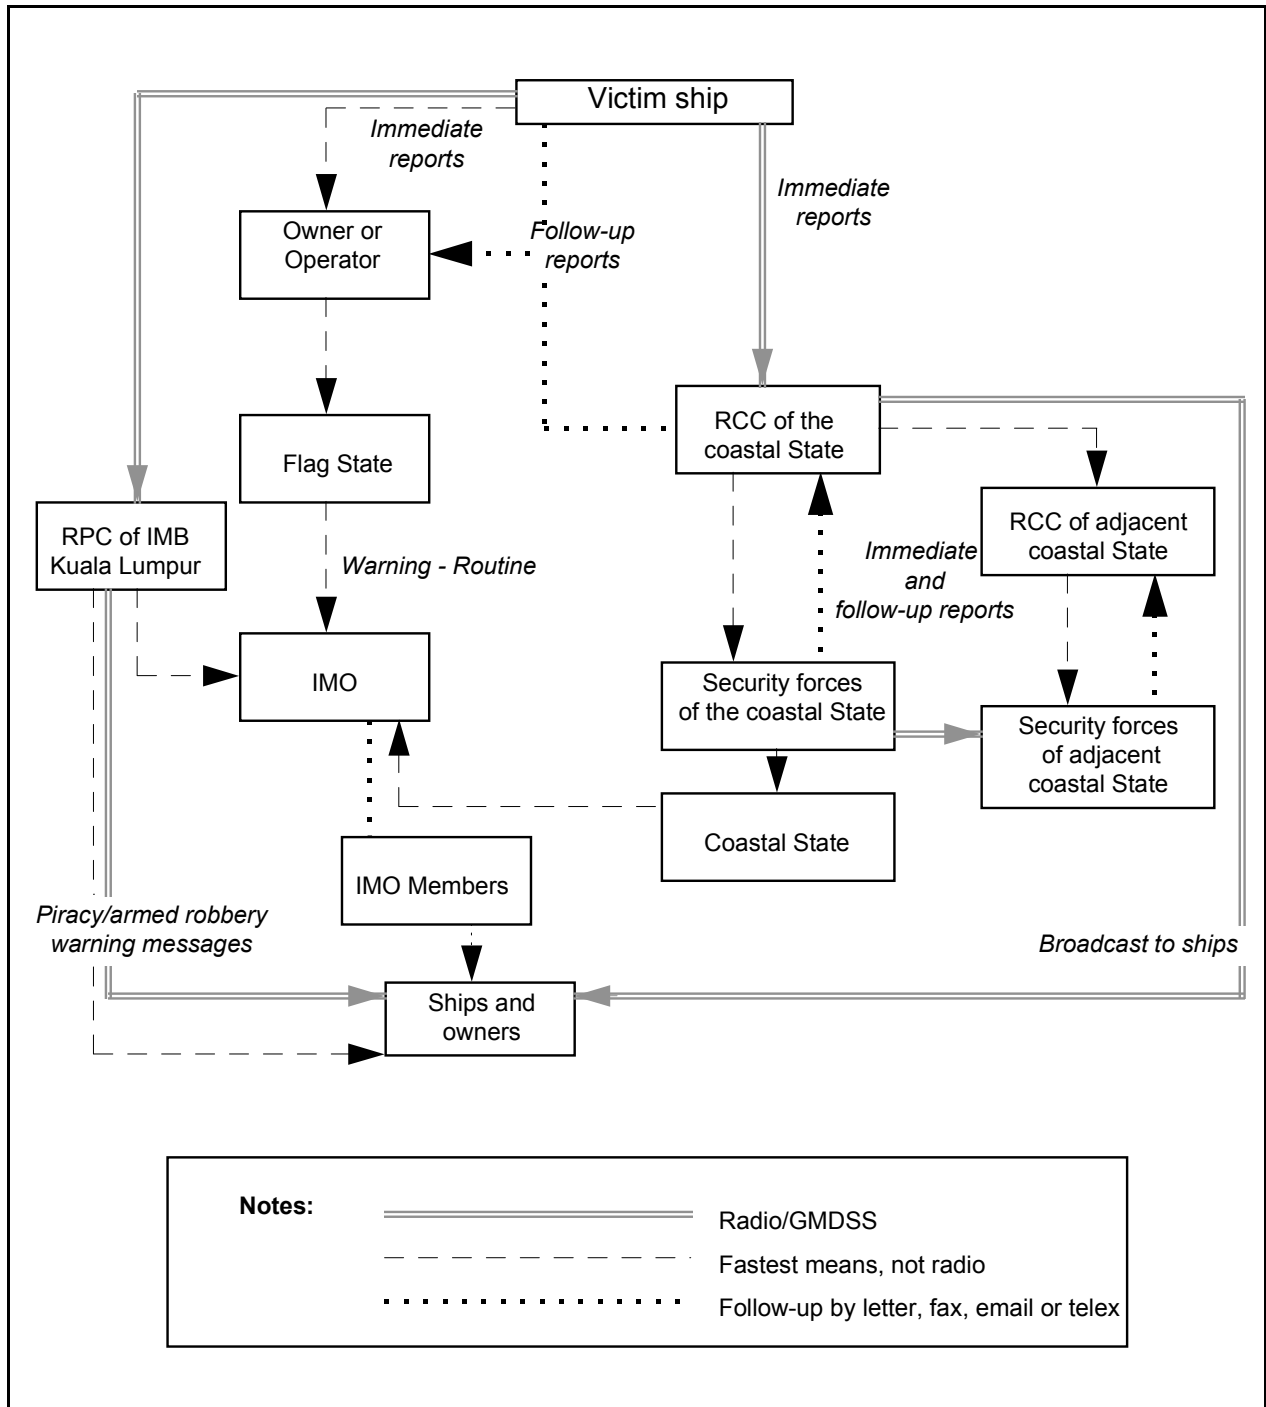 Victim ship
Immediate
reports
Immediate
reports
Owner or
Operator
Follow-up
reports
RCC of the
coastal State
Flag State
RPC of IMB
Kuala Lumpur
RCC of adjacent
coastal State
Warning - Routine
Immediate
and
follow-up reports
IMO
Security forces
of the coastal State
Security forces
of adjacent
coastal State
Coastal State
IMO Members
Piracy/armed robbery
warning messages
Broadcast to ships
Ships and
owners
Notes:
Radio/GMDSS
Fastest means, not radio
Follow-up by letter, fax, email or telex